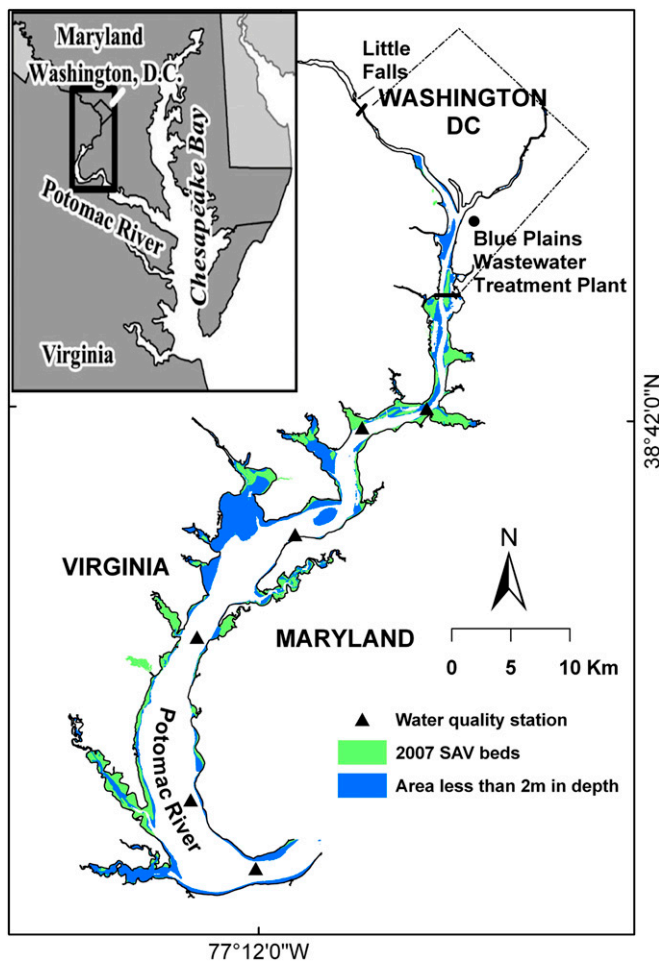 Maryland
Washington, D.C.
Chesapeake Bay
Potomac River
Virginia
Little
Falls
WASHINGTON
DC
Blue Plains
Wastewater
Treatment Plant
38°42'0"N
N
VIRGINIA
MARYLAND
0 5 10 Km
Potomac River
Water quality station
2007 SAV beds
Area less than 2m in depth
77°12'0"W